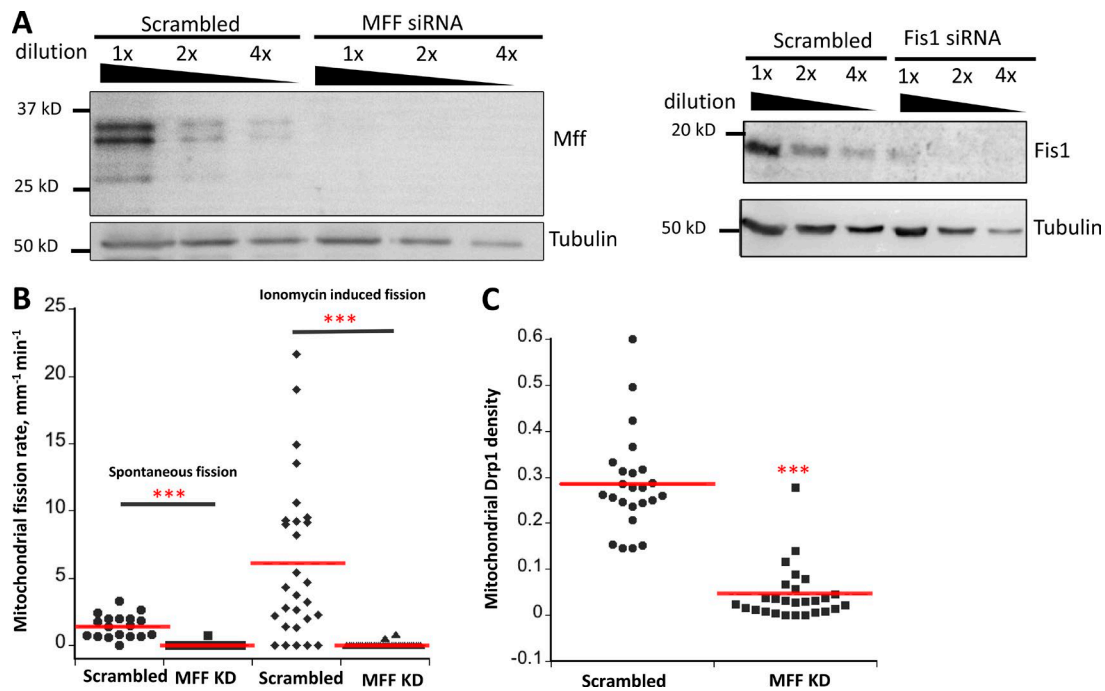 A
Scrambled
MFF siRNA
dilution
1x
2x
4x
1x
2x
4x
37 kD
25 kD
Mff
50 kD
Tubulin
Scrambled
Fis1 siRNA
1x
2x
4x
1x
2x
4x
dilution
20 kD
Fis1
50 kD
Tubulin
B
Mitochondrial fission rate, mm⁻¹ min⁻¹
25
20
15
10
5
0
Ionomycin induced fission
***
Spontaneous fission
***
Scrambled
MFF KD
Scrambled
MFF KD
C
Mitochondrial Drp1 density
0.6
0.5
0.4
0.3
0.2
0.1
0
-0.1
***
Scrambled
MFF KD